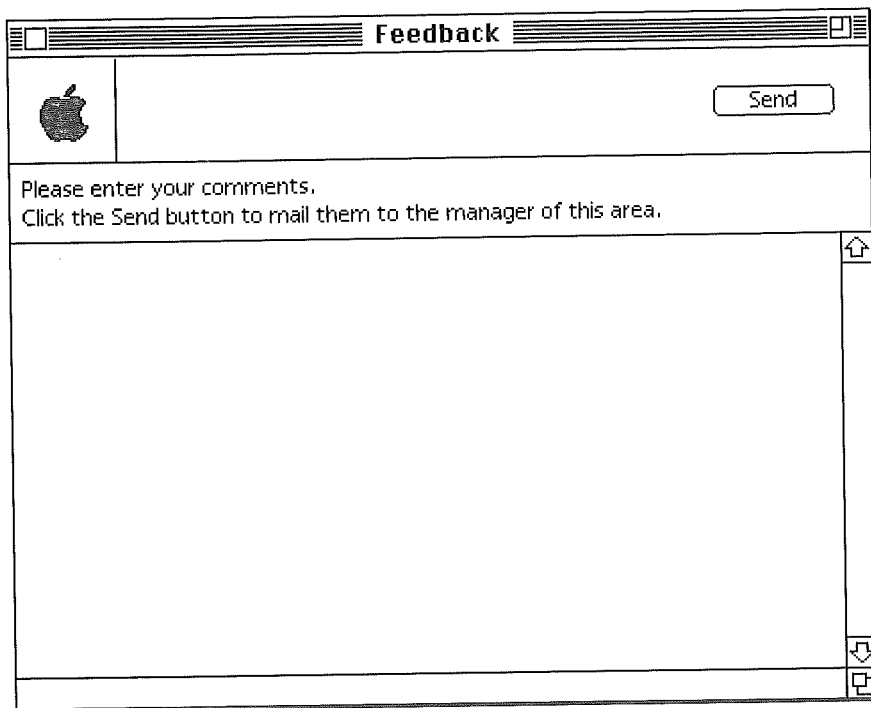 Feedback
Send
Please enter your comments.
Click the Send button to mail them to the manager of this area.